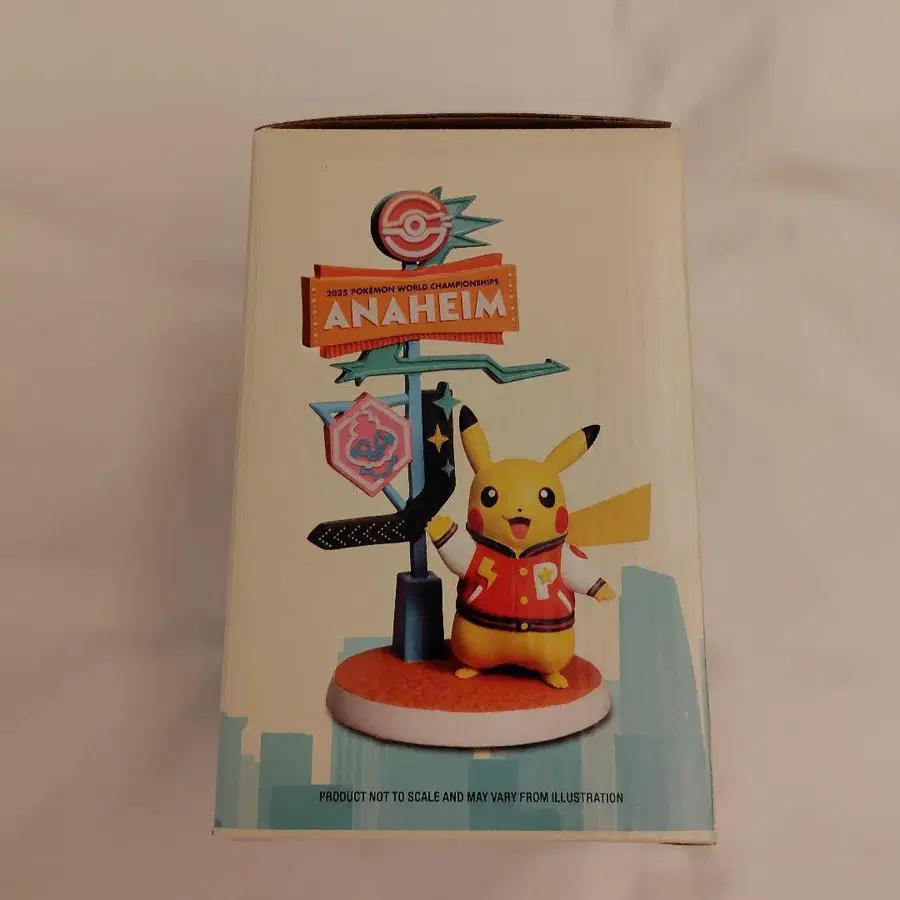 2025 POKÉMON WORLD CHAMPIONSHIPS
ANAHEIM
P
PRODUCT NOT TO SCALE AND MAY VARY FROM ILLUSTRATION